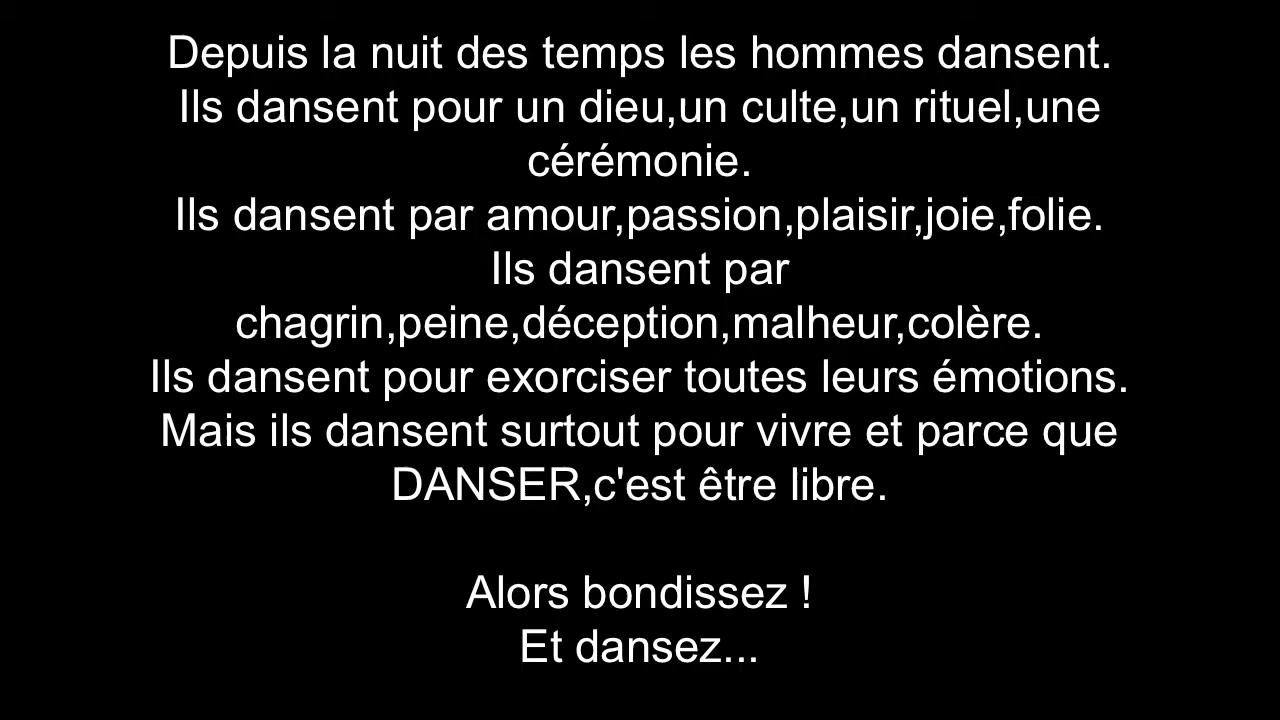 Depuis la nuit des temps les hommes dansent.
Ils dansent pour un dieu,un culte,un rituel,une
cérémonie.
Ils dansent par amour,passion,plaisir,joie,folie.
Ils dansent par
chagrin,peine,déception,malheur,colère.
Ils dansent pour exorciser toutes leurs émotions.
Mais ils dansent surtout pour vivre et parce que
DANSER,c'est être libre.
Alors bondissez !
Et dansez...